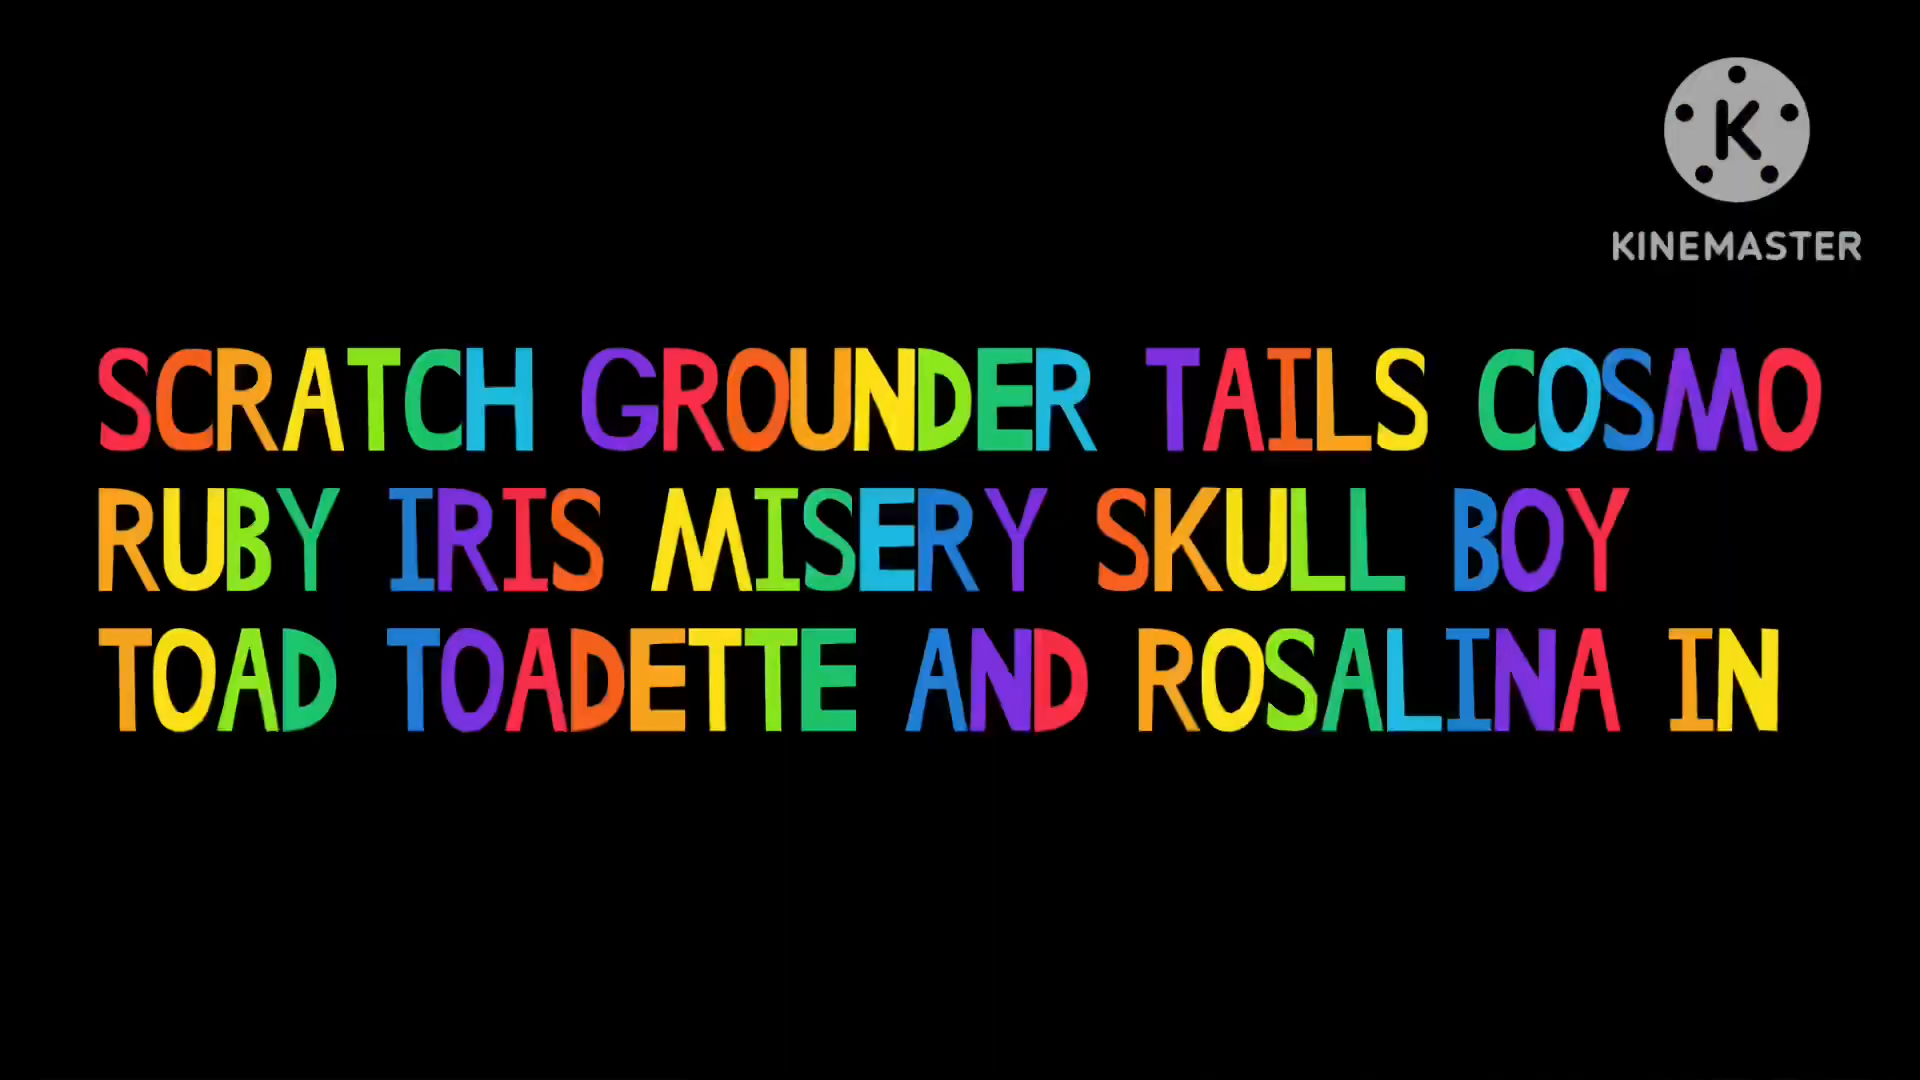 K
KINEMASTER
SCRATCH GROUNDER TAILS COSMO
RUBY IRIS MISERY SKULL BOY
TOAD TOADETTE AND ROSALINA IN